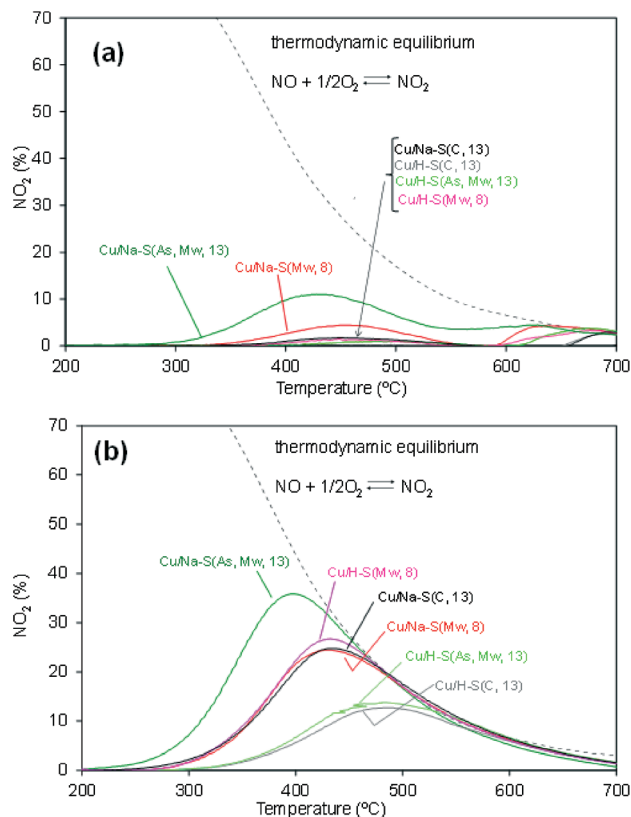 70
(a)
thermodynamic equilibrium
60
NO + 1/2O₂ ⇌ NO₂
50
Cu/Na-S(C, 13)
40
Cu/H-S(C, 13)
Cu/H-S(As, Mw, 13)
NO₂ (%)
Cu/H-S(Mw, 8)
30
Cu/Na-S(As, Mw, 13)
Cu/Na-S(Mw, 8)
20
10
0
200 300 400 500 600 700
Temperature (ºC)
70
(b)
thermodynamic equilibrium
60
NO + 1/2O₂ ⇌ NO₂
50
Cu/Na-S(As, Mw, 13)
Cu/H-S(Mw, 8)
40
Cu/Na-S(C, 13)
NO₂ (%)
Cu/Na-S(Mw, 8)
30
Cu/H-S(As, Mw, 13)
20
Cu/H-S(C, 13)
10
0
200 300 400 500 600 700
Temperature (ºC)